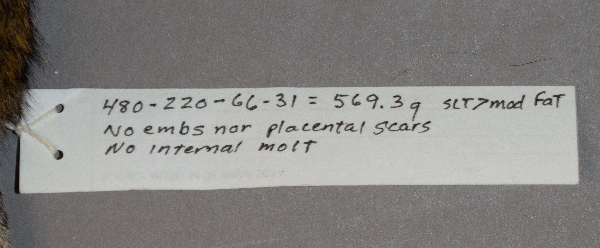 480-220-66-31 = 569.3g SLT>mod FaT
No embs nor placental scars
No internal molt